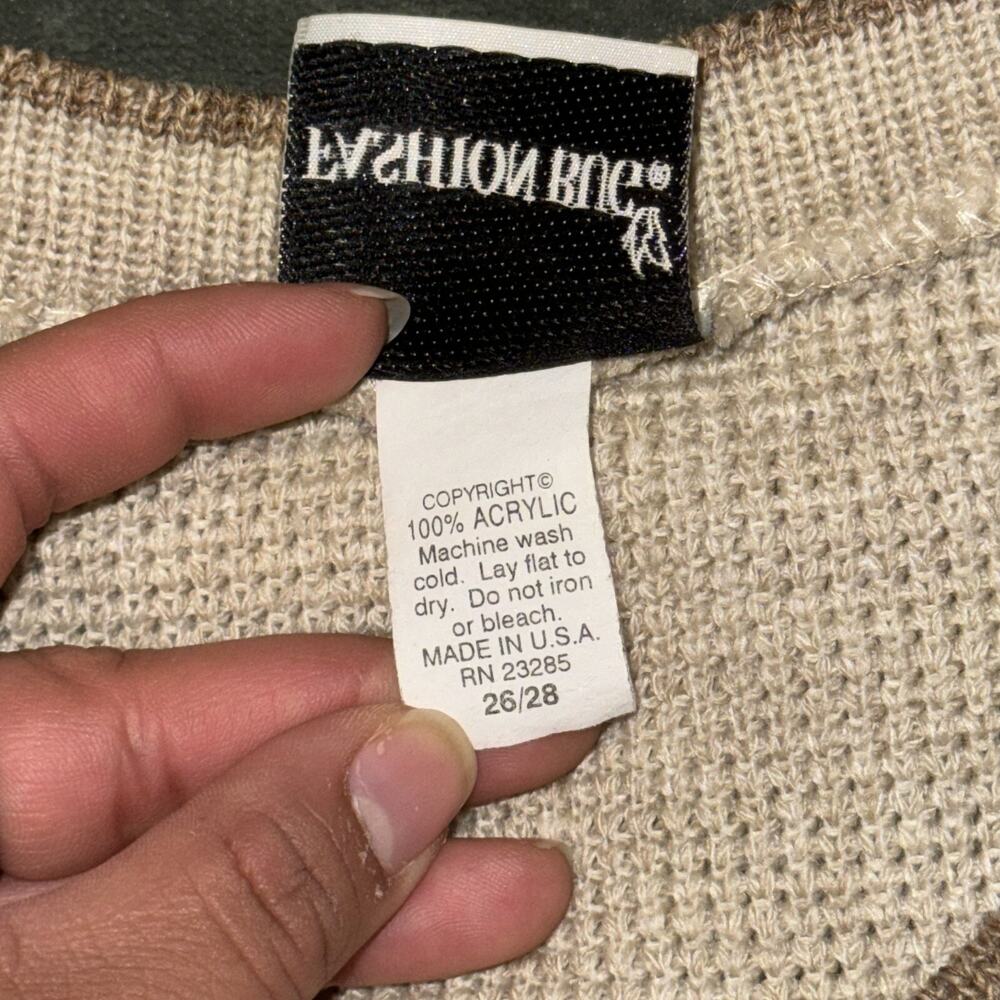 FASHION BUG®
COPYRIGHT©
100% ACRYLIC
Machine wash
cold. Lay flat to
dry. Do not iron
or bleach.
MADE IN U.S.A.
RN 23285
26/28